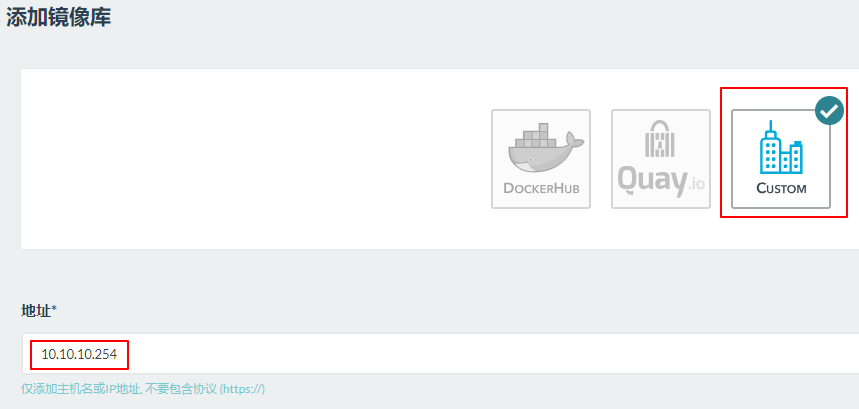 添加镜像库
DOCKERHUB
Quay.io
CUSTOM
地址*
10.10.10.254
仅添加主机名或IP地址, 不要包含协议 (https://)